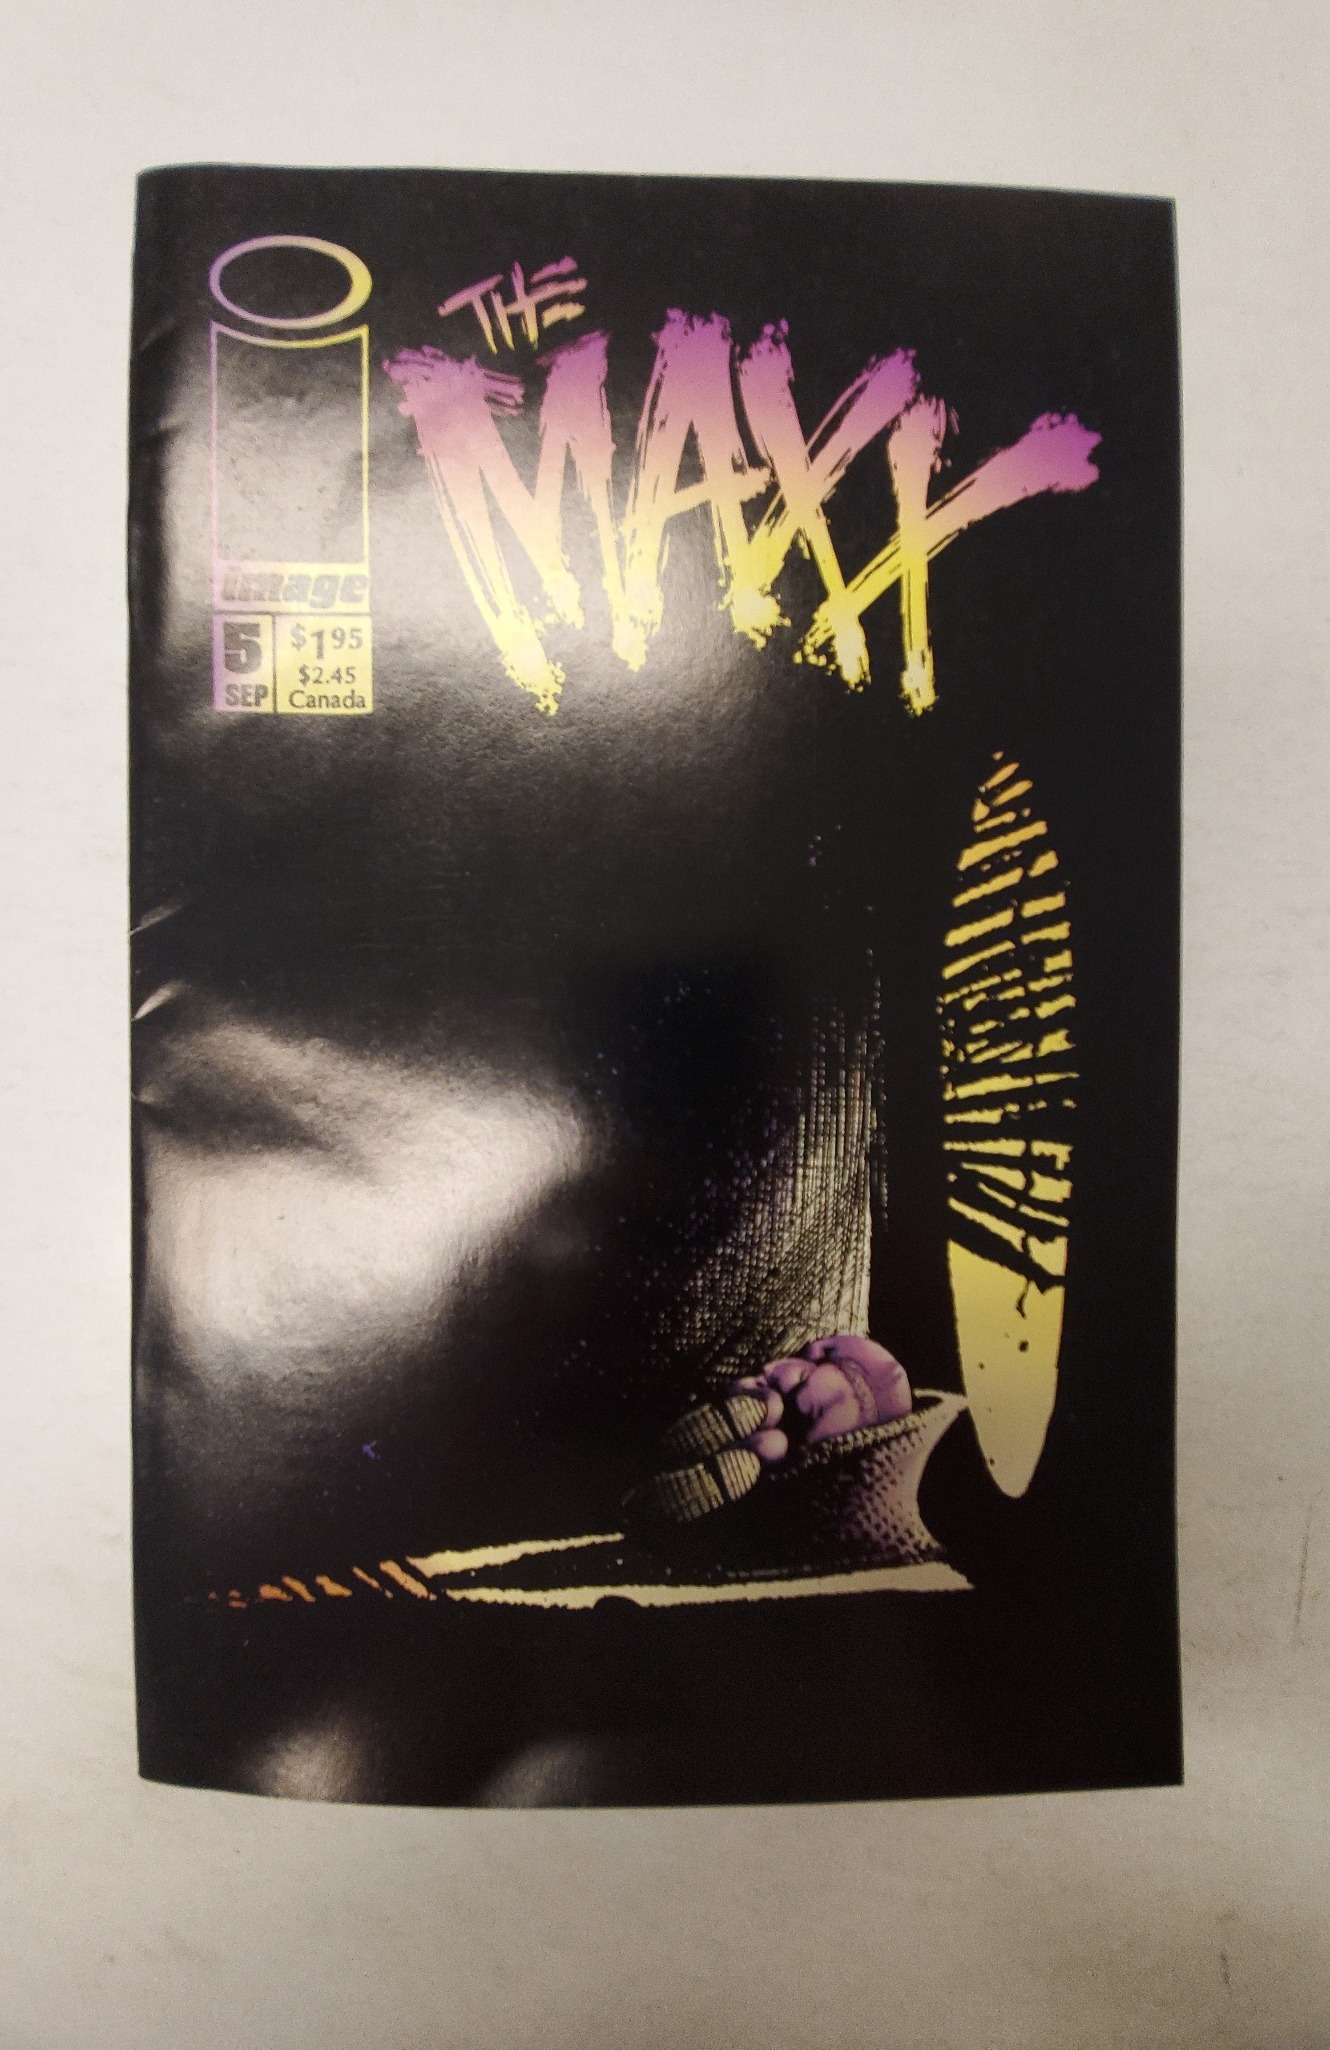 THE
MAXX
image
5
SEP
$1.95
$2.45
Canada